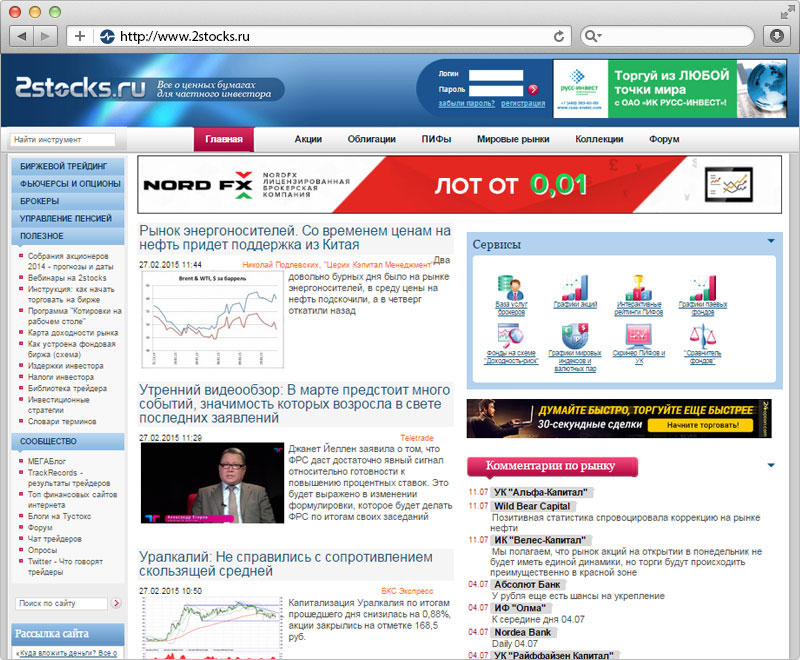 http://www.2stocks.ru
2stocks.ru
Все о ценных бумагах
для частного инвестора
Логин
Пароль
забыли пароль? регистрация
русс-инвест
Торгуй из ЛЮБОЙ
точки мира
с ОАО «ИК РУСС-ИНВЕСТ»!
Найти инструмент
Главная Акции Облигации ПИФы Мировые рынки Коллекции Форум
БИРЖЕВОЙ ТРЕЙДИНГ
ФЬЮЧЕРСЫ И ОПЦИОНЫ
БРОКЕРЫ
УПРАВЛЕНИЕ ПЕНСИЕЙ
ПОЛЕЗНОЕ
Собрания акционеров
2014 - прогнозы и даты
Вебинары на 2stocks
Инструкция: как начать
торговать на бирже
Программа "Котировки на
рабочем столе"
Карта доходности рынка
Как устроена фондовая
биржа (схема)
Издержки инвестора
Налоги инвестора
Библиотека трейдера
Инвестиционные
стратегии
Словари терминов
СООБЩЕСТВО
МЕГАБлог
TrackRecords -
результаты трейдеров
Топ финансовых сайтов
интернета
Блоги на Тустокс
Форум
Чат трейдеров
Опросы
Twitter - Что говорят
трейдеры
Поиск по сайту
Рассылка сайта
«Куда вложить деньги? Все о
NORD FX
NORDFX
ЛИЦЕНЗИРОВАННАЯ
БРОКЕРСКАЯ
КОМПАНИЯ
ЛОТ ОТ 0,01
Рынок энергоносителей. Со временем ценам на
нефть придет поддержка из Китая
27.02.2015 11:44 Николай Подлевских, "Церих Кэпитал Менеджмент"
Brent & WTI, $ за баррель
Два
довольно бурных дня было на рынке
энергоносителей, в среду цены на
нефть подскочили, а в четверг
откатили назад
Утренний видеообзор: В марте предстоит много
событий, значимость которых возросла в свете
последних заявлений
27.02.2015 11:29 Teletrade
Александр Егоров
Джанет Йеллен заявила о том, что
ФРС даст достаточно явный сигнал
относительно готовности к
повышению процентных ставок. Это
будет выражено в изменении
формулировки, которое будет делать
ФРС по итогам своих заседаний
Уралкалий: Не справились с сопротивлением
скользящей средней
27.02.2015 10:50 БКС Экспресс
Капитализация Уралкалия по итогам
прошедшего дня снизилась на 0,88%,
акции закрылись на отметке 168,5
руб.
Сервисы
База услуг
брокеров
Графики акций
Интерактивные
рейтинги ПИФов
Графики паевых
фондов
Фонды на схеме
"Доходность-риск"
Графики мировых
индексов и
валютных пар
Скринер ПИФов и
УК
"Сравнитель
фондов"
ДУМАЙТЕ БЫСТРО, ТОРГУЙТЕ ЕЩЕ БЫСТРЕЕ
30-секундные сделки Начните торговать!
Комментарии по рынку
11.07 УК "Альфа-Капитал"
11.07 Wild Bear Capital
Позитивная статистика спровоцировала коррекцию на рынке
нефти
11.07 ИК "Велес-Капитал"
Мы полагаем, что рынок акций на открытии в понедельник не
будет иметь единой динамики, но торги будут происходить
преимущественно в красной зоне
04.07 Абсолют Банк
У рубля еще есть шансы на укрепление
04.07 ИФ "Олма"
К середине дня 04.07
04.07 Nordea Bank
Daily 04.07
04.07 УК "Райффайзен Капитал"